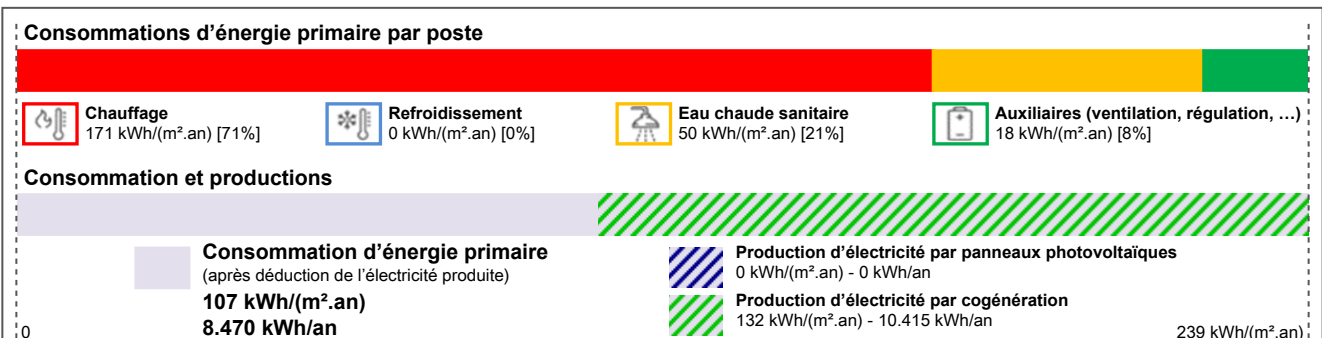 Consommations d’énergie primaire par poste
Chauffage
171 kWh/(m².an) [71%]
Refroidissement
0 kWh/(m².an) [0%]
Eau chaude sanitaire
50 kWh/(m².an) [21%]
Auxiliaires (ventilation, régulation, …)
18 kWh/(m².an) [8%]
Consommation et productions
Consommation d’énergie primaire
(après déduction de l’électricité produite)
107 kWh/(m².an)
8.470 kWh/an
Production d’électricité par panneaux photovoltaïques
0 kWh/(m².an) - 0 kWh/an
Production d’électricité par cogénération
132 kWh/(m².an) - 10.415 kWh/an
0
239 kWh/(m².an)